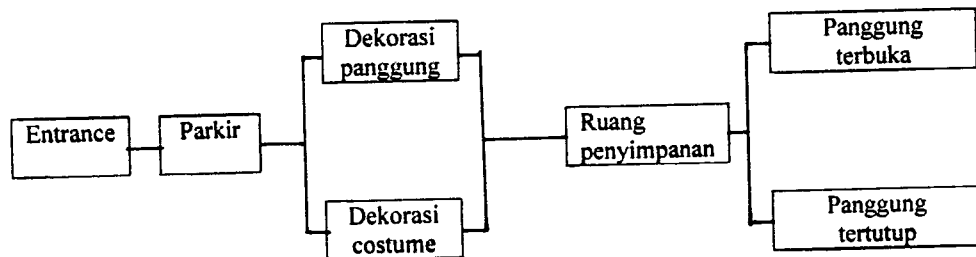 Entrance
Parkir
Dekorasi
panggung
Dekorasi
costume
Ruang
penyimpanan
Panggung
terbuka
Panggung
tertutup